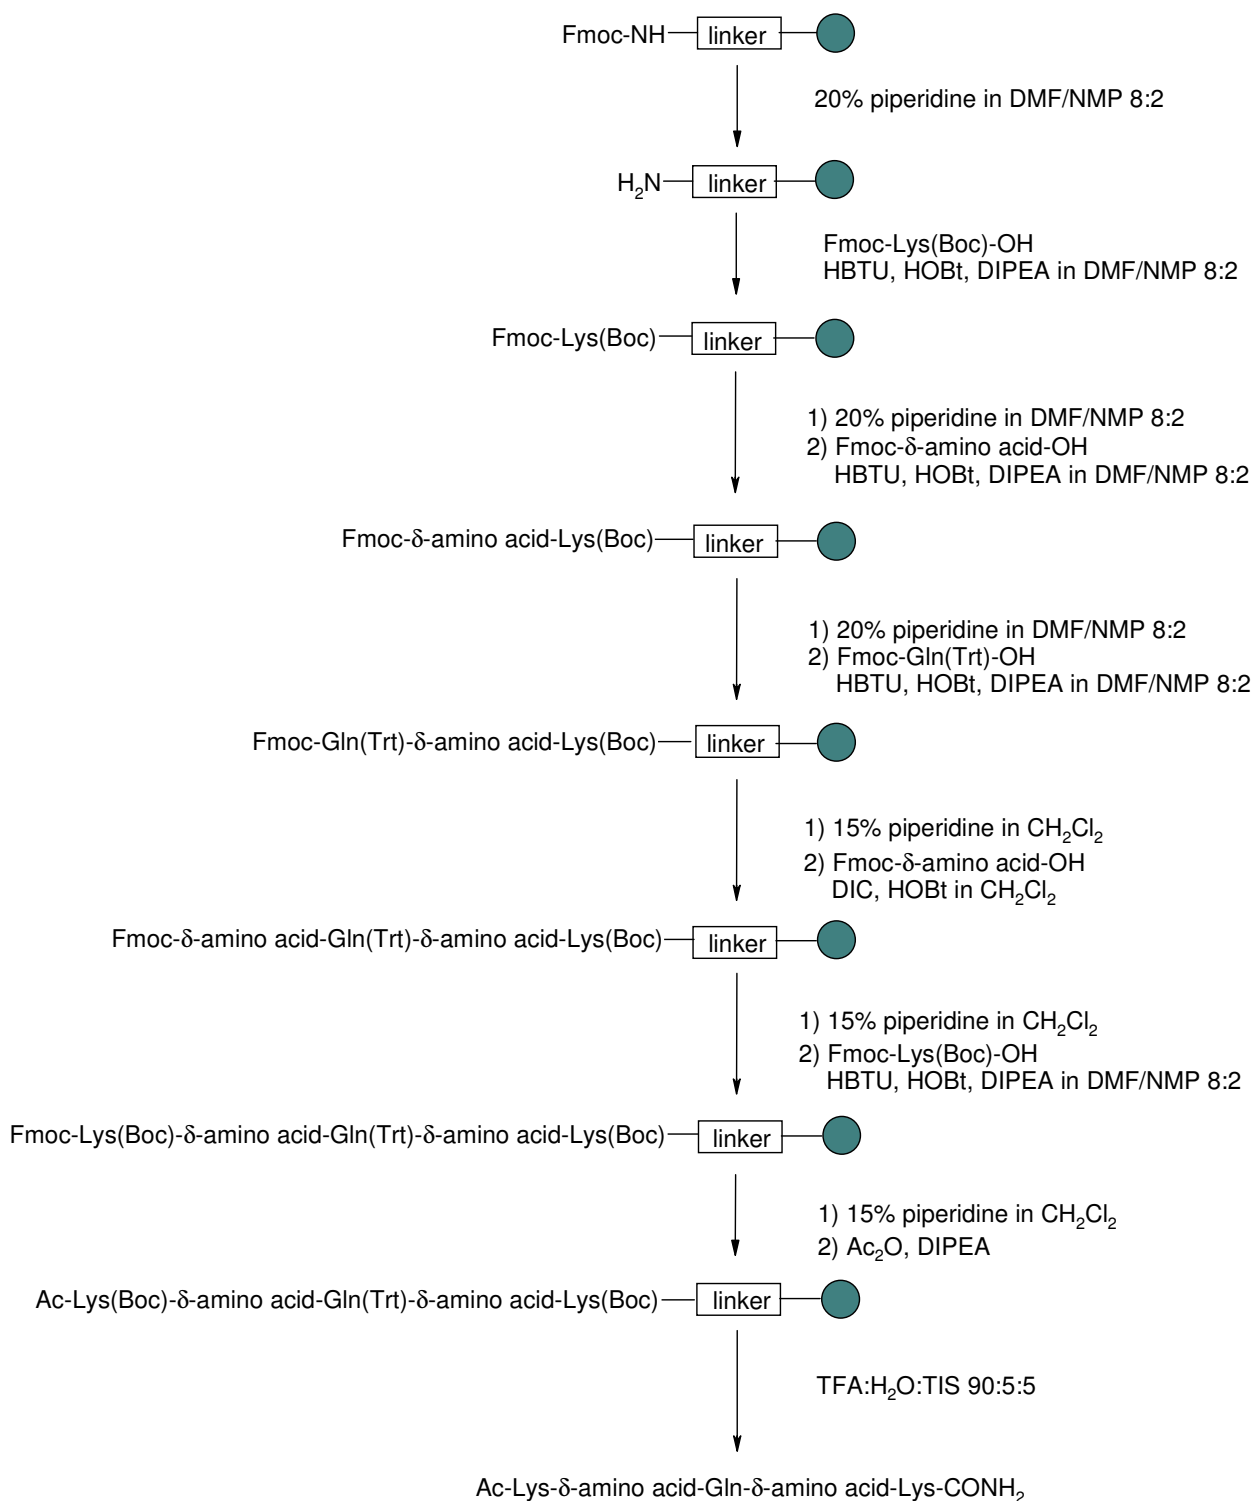 Fmoc-NH linker
20% piperidine in DMF/NMP 8:2
H₂N linker
Fmoc-Lys(Boc)-OH
HBTU, HOBt, DIPEA in DMF/NMP 8:2
Fmoc-Lys(Boc) linker
1) 20% piperidine in DMF/NMP 8:2
2) Fmoc-δ-amino acid-OH
HBTU, HOBt, DIPEA in DMF/NMP 8:2
Fmoc-δ-amino acid-Lys(Boc) linker
1) 20% piperidine in DMF/NMP 8:2
2) Fmoc-Gln(Trt)-OH
HBTU, HOBt, DIPEA in DMF/NMP 8:2
Fmoc-Gln(Trt)-δ-amino acid-Lys(Boc) linker
1) 15% piperidine in CH₂Cl₂
2) Fmoc-δ-amino acid-OH
DIC, HOBt in CH₂Cl₂
Fmoc-δ-amino acid-Gln(Trt)-δ-amino acid-Lys(Boc) linker
1) 15% piperidine in CH₂Cl₂
2) Fmoc-Lys(Boc)-OH
HBTU, HOBt, DIPEA in DMF/NMP 8:2
Fmoc-Lys(Boc)-δ-amino acid-Gln(Trt)-δ-amino acid-Lys(Boc) linker
1) 15% piperidine in CH₂Cl₂
2) Ac₂O, DIPEA
Ac-Lys(Boc)-δ-amino acid-Gln(Trt)-δ-amino acid-Lys(Boc) linker
TFA:H₂O:TIS 90:5:5
Ac-Lys-δ-amino acid-Gln-δ-amino acid-Lys-CONH₂